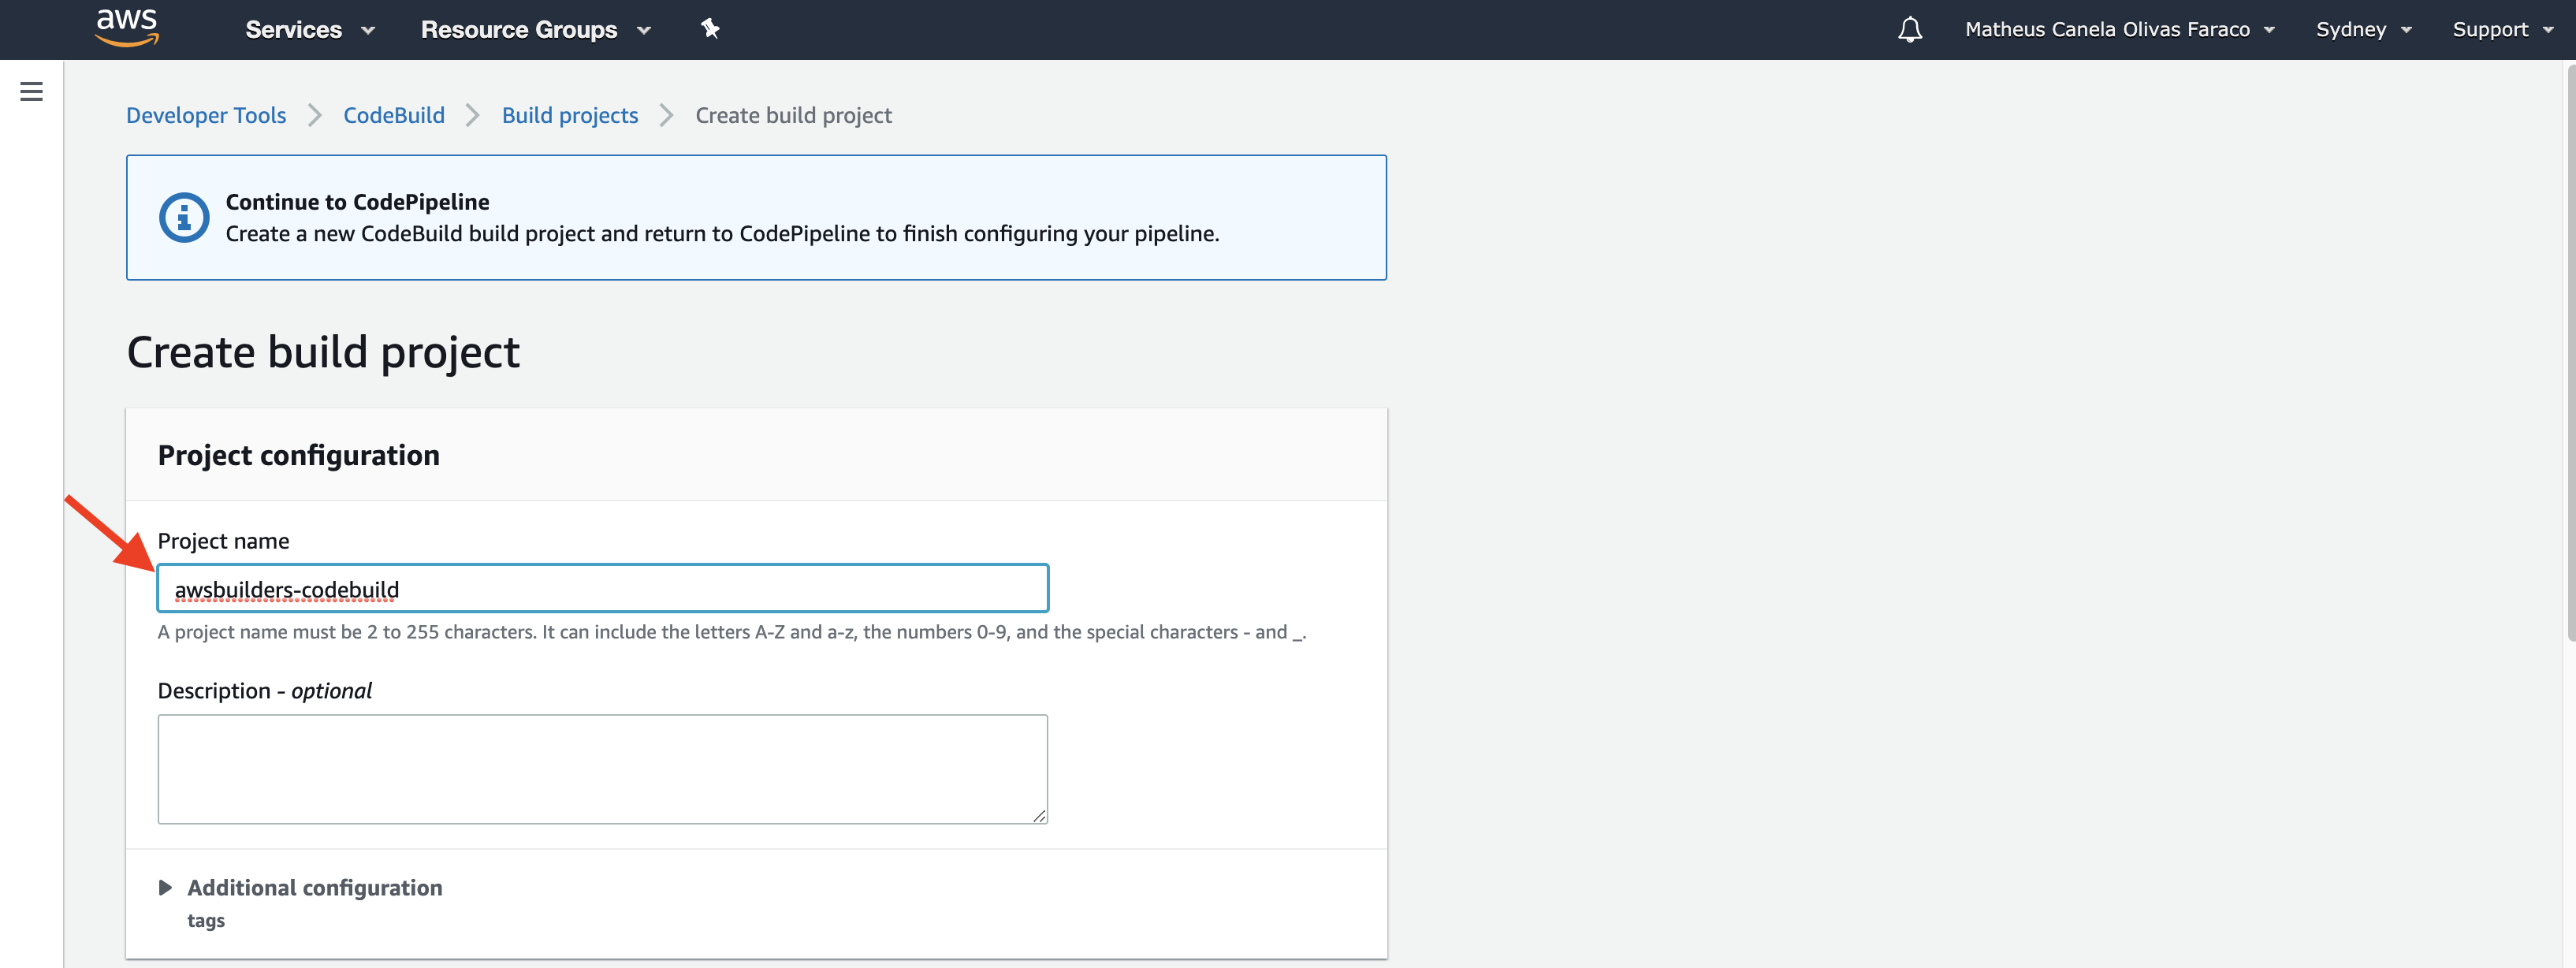 aws Services Resource Groups Matheus Canela Olivas Faraco Sydney Support
Developer Tools CodeBuild Build projects Create build project
Continue to CodePipeline
Create a new CodeBuild build project and return to CodePipeline to finish configuring your pipeline.
Create build project
Project configuration
Project name
awsbuilders-codebuild
A project name must be 2 to 255 characters. It can include the letters A-Z and a-z, the numbers 0-9, and the special characters - and _.
Description - optional
Additional configuration
tags